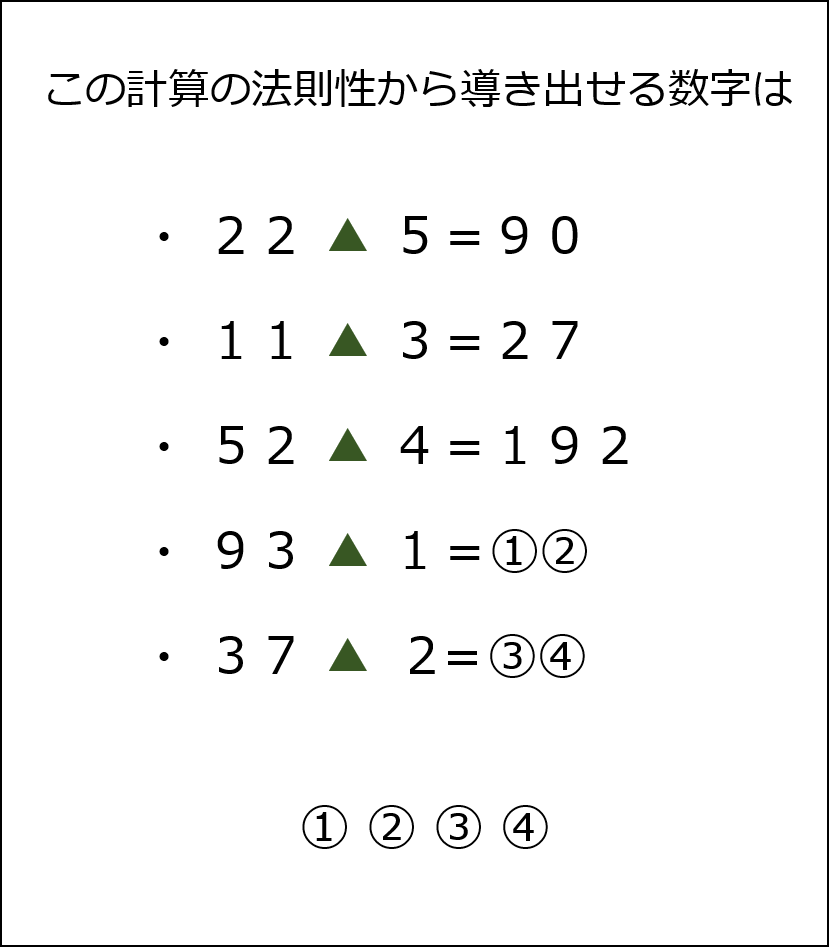 この計算の法則性から導き出せる数字は
・ 22 ▲ 5=90
・ 11 ▲ 3=27
・ 52 ▲ 4=192
・ 93 ▲ 1=①②
・ 37 ▲ 2=③④
① ② ③ ④